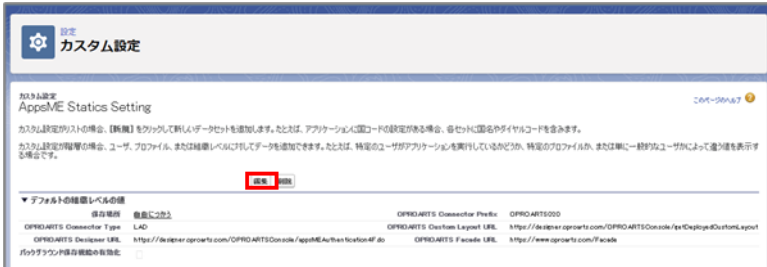 設定
カスタム設定
カスタム設定
AppsME Statics Setting
このページのヘルプ
カスタム設定がリストの場合、[新規] をクリックして新しいデータセットを追加します。たとえば、アプリケーションに国コードの設定がある場合、各セットに国名やダイヤルコードを含みます。
カスタム設定が階層の場合、ユーザ、プロファイル、または組織レベルに対してデータを追加できます。たとえば、特定のユーザがアプリケーションを実行しているかどうか、特定のプロファイルか、または単に一般的なユーザかによって違う値を表示す
る場合です。
編集 削除
▼ デフォルトの組織レベルの値
保存場所 自由につかう OPROARTS Connector Prefix OPROARTS020
OPROARTS Connector Type LAD OPROARTS Custom Layout URL https://designer.oproarts.com/OPROARTSConsole/getDeployedCustomLayout
OPROARTS Designer URL https://designer.oproarts.com/OPROARTSConsole/appsMEAuthentication4F.do OPROARTS Facade URL https://www.oproarts.com/Facade
バックグラウンド保存機能の有効化